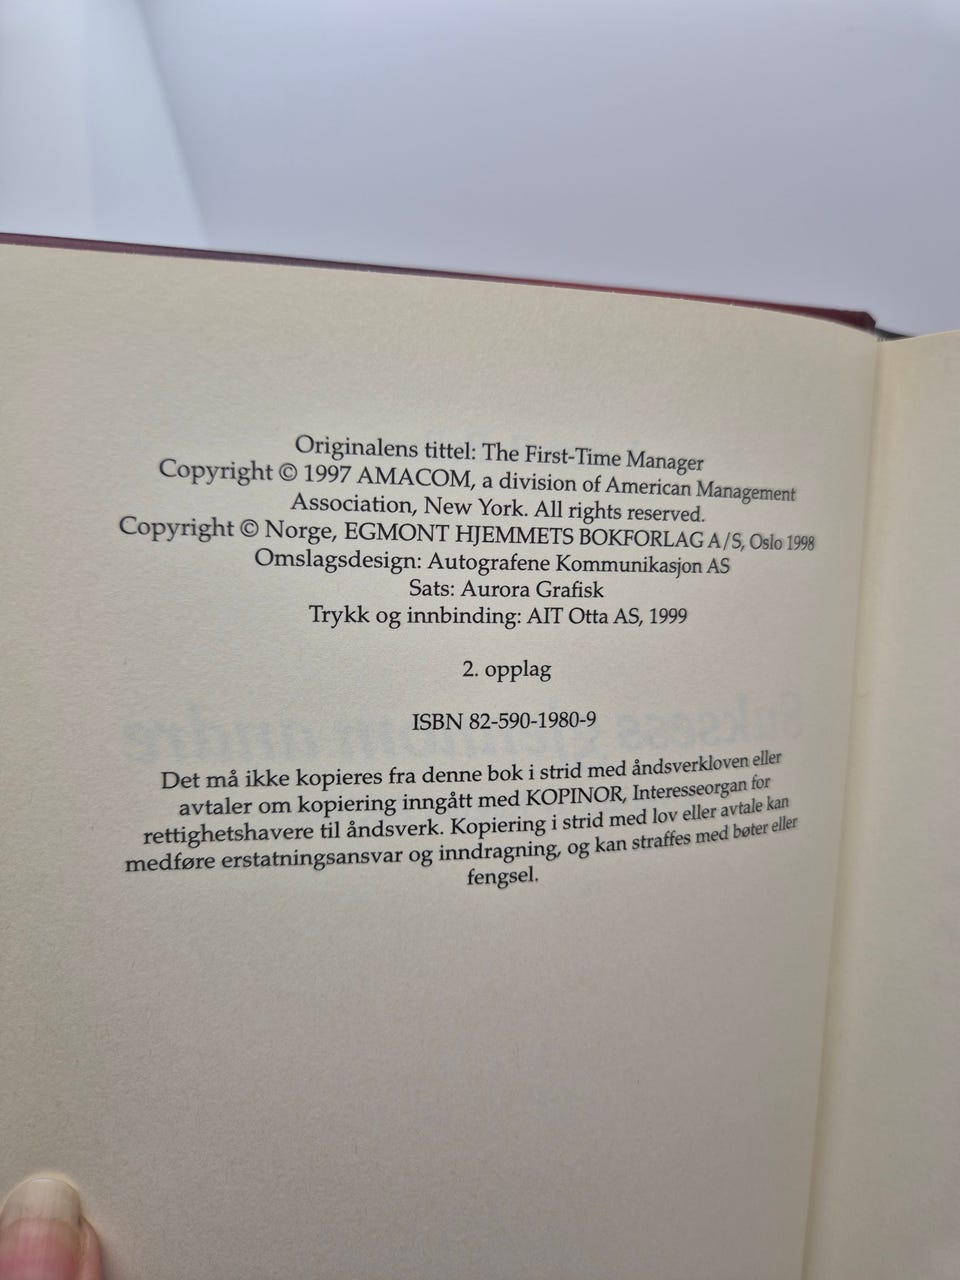 Originalens tittel: The First-Time Manager
Copyright © 1997 AMACOM, a division of American Management
Association, New York. All rights reserved.
Copyright © Norge, EGMONT HJEMMETS BOKFORLAG A/S, Oslo 1998
Omslagsdesign: Autografene Kommunikasjon AS
Sats: Aurora Grafisk
Trykk og innbinding: AIT Otta AS, 1999
2. opplag
ISBN 82-590-1980-9
Det må ikke kopieres fra denne bok i strid med åndsverkloven eller
avtaler om kopiering inngått med KOPINOR, Interesseorgan for
rettighetshavere til åndsverk. Kopiering i strid med lov eller avtale kan
medføre erstatningsansvar og inndragning, og kan straffes med bøter eller
fengsel.